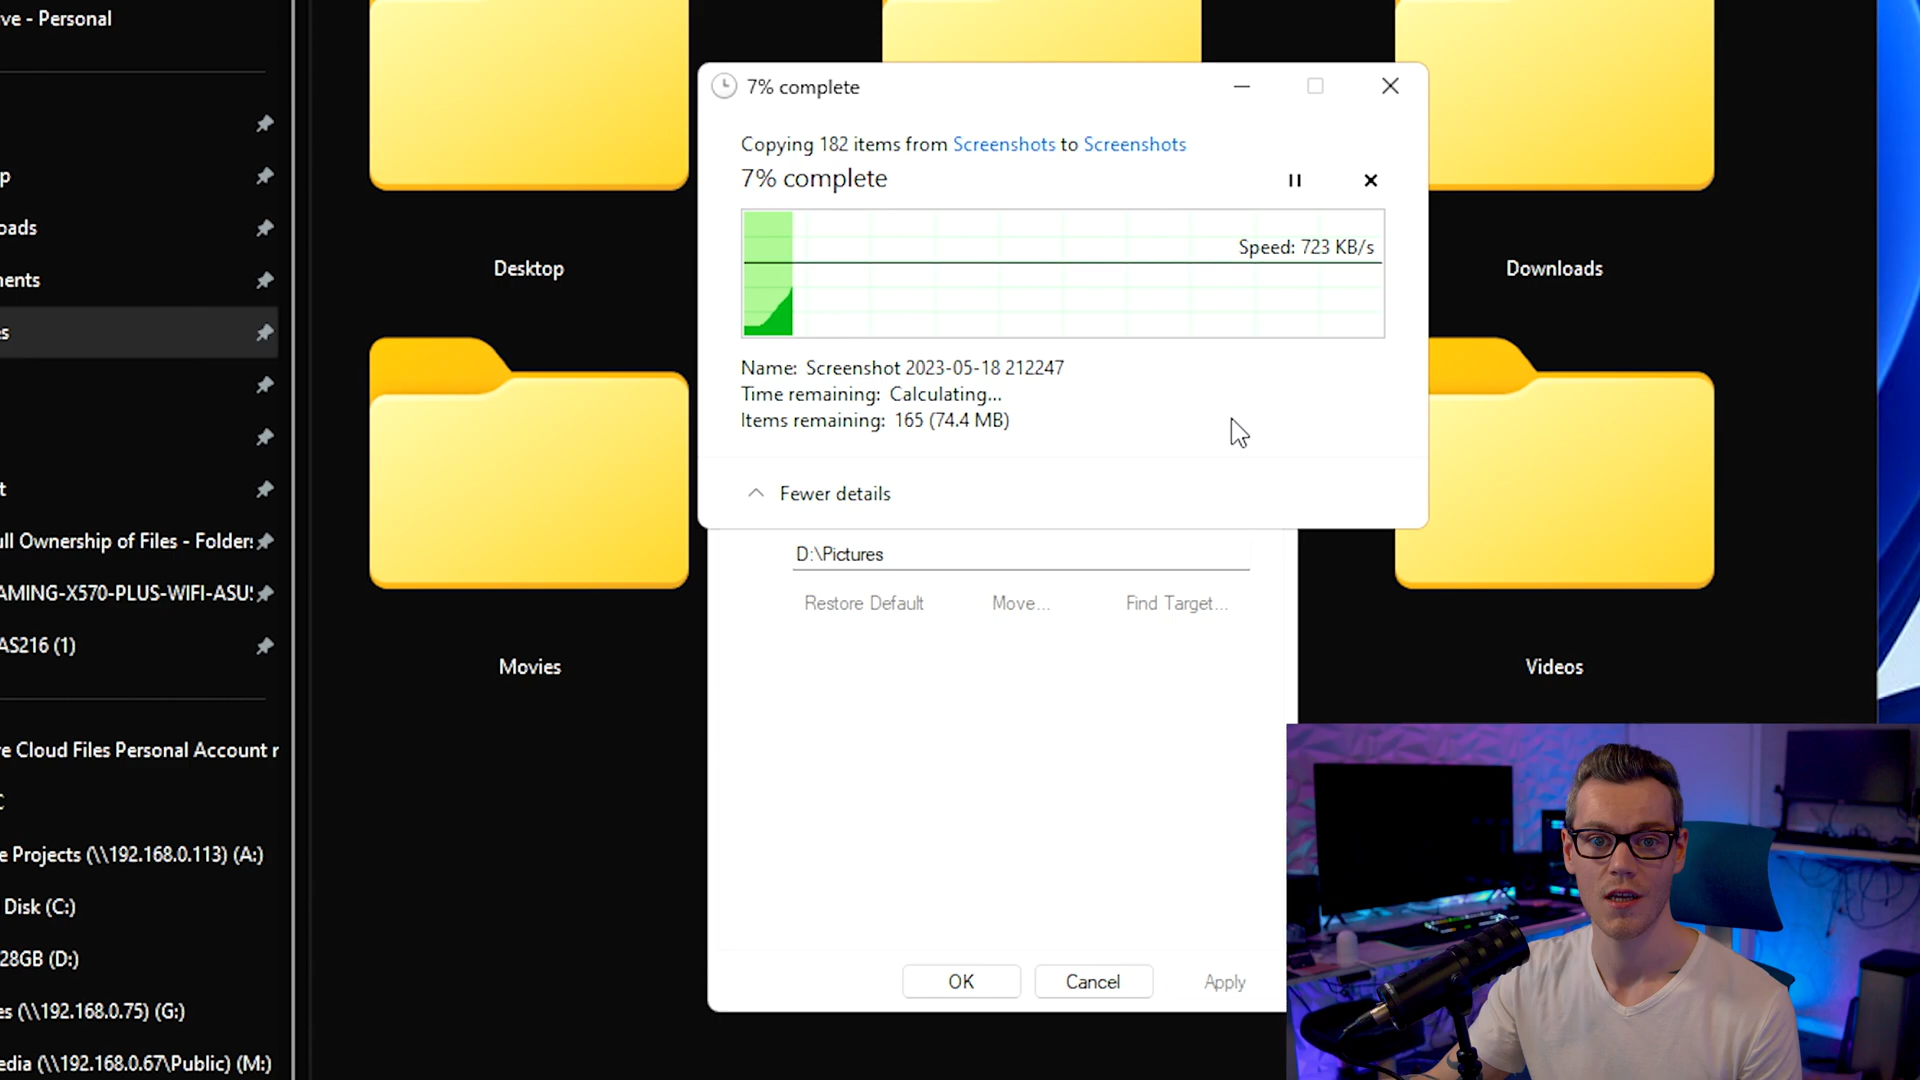 ve - Personal
p
oads
nents
s
t
ull Ownership of Files - Folder:
AMING-X570-PLUS-WIFI-ASU
AS216 (1)
e Cloud Files Personal Account r
C
e Projects (\\192.168.0.113) (A:)
Disk (C:)
28GB (D:)
es (\\192.168.0.75) (G:)
edia (\\192.168.0.67\Public) (M:)
Desktop
Downloads
Movies
Videos
7% complete
Copying 182 items from Screenshots to Screenshots
7% complete
Speed: 723 KB/s
Name: Screenshot 2023-05-18 212247
Time remaining: Calculating...
Items remaining: 165 (74.4 MB)
Fewer details
D:\Pictures
Restore Default Move... Find Target...
OK Cancel Apply